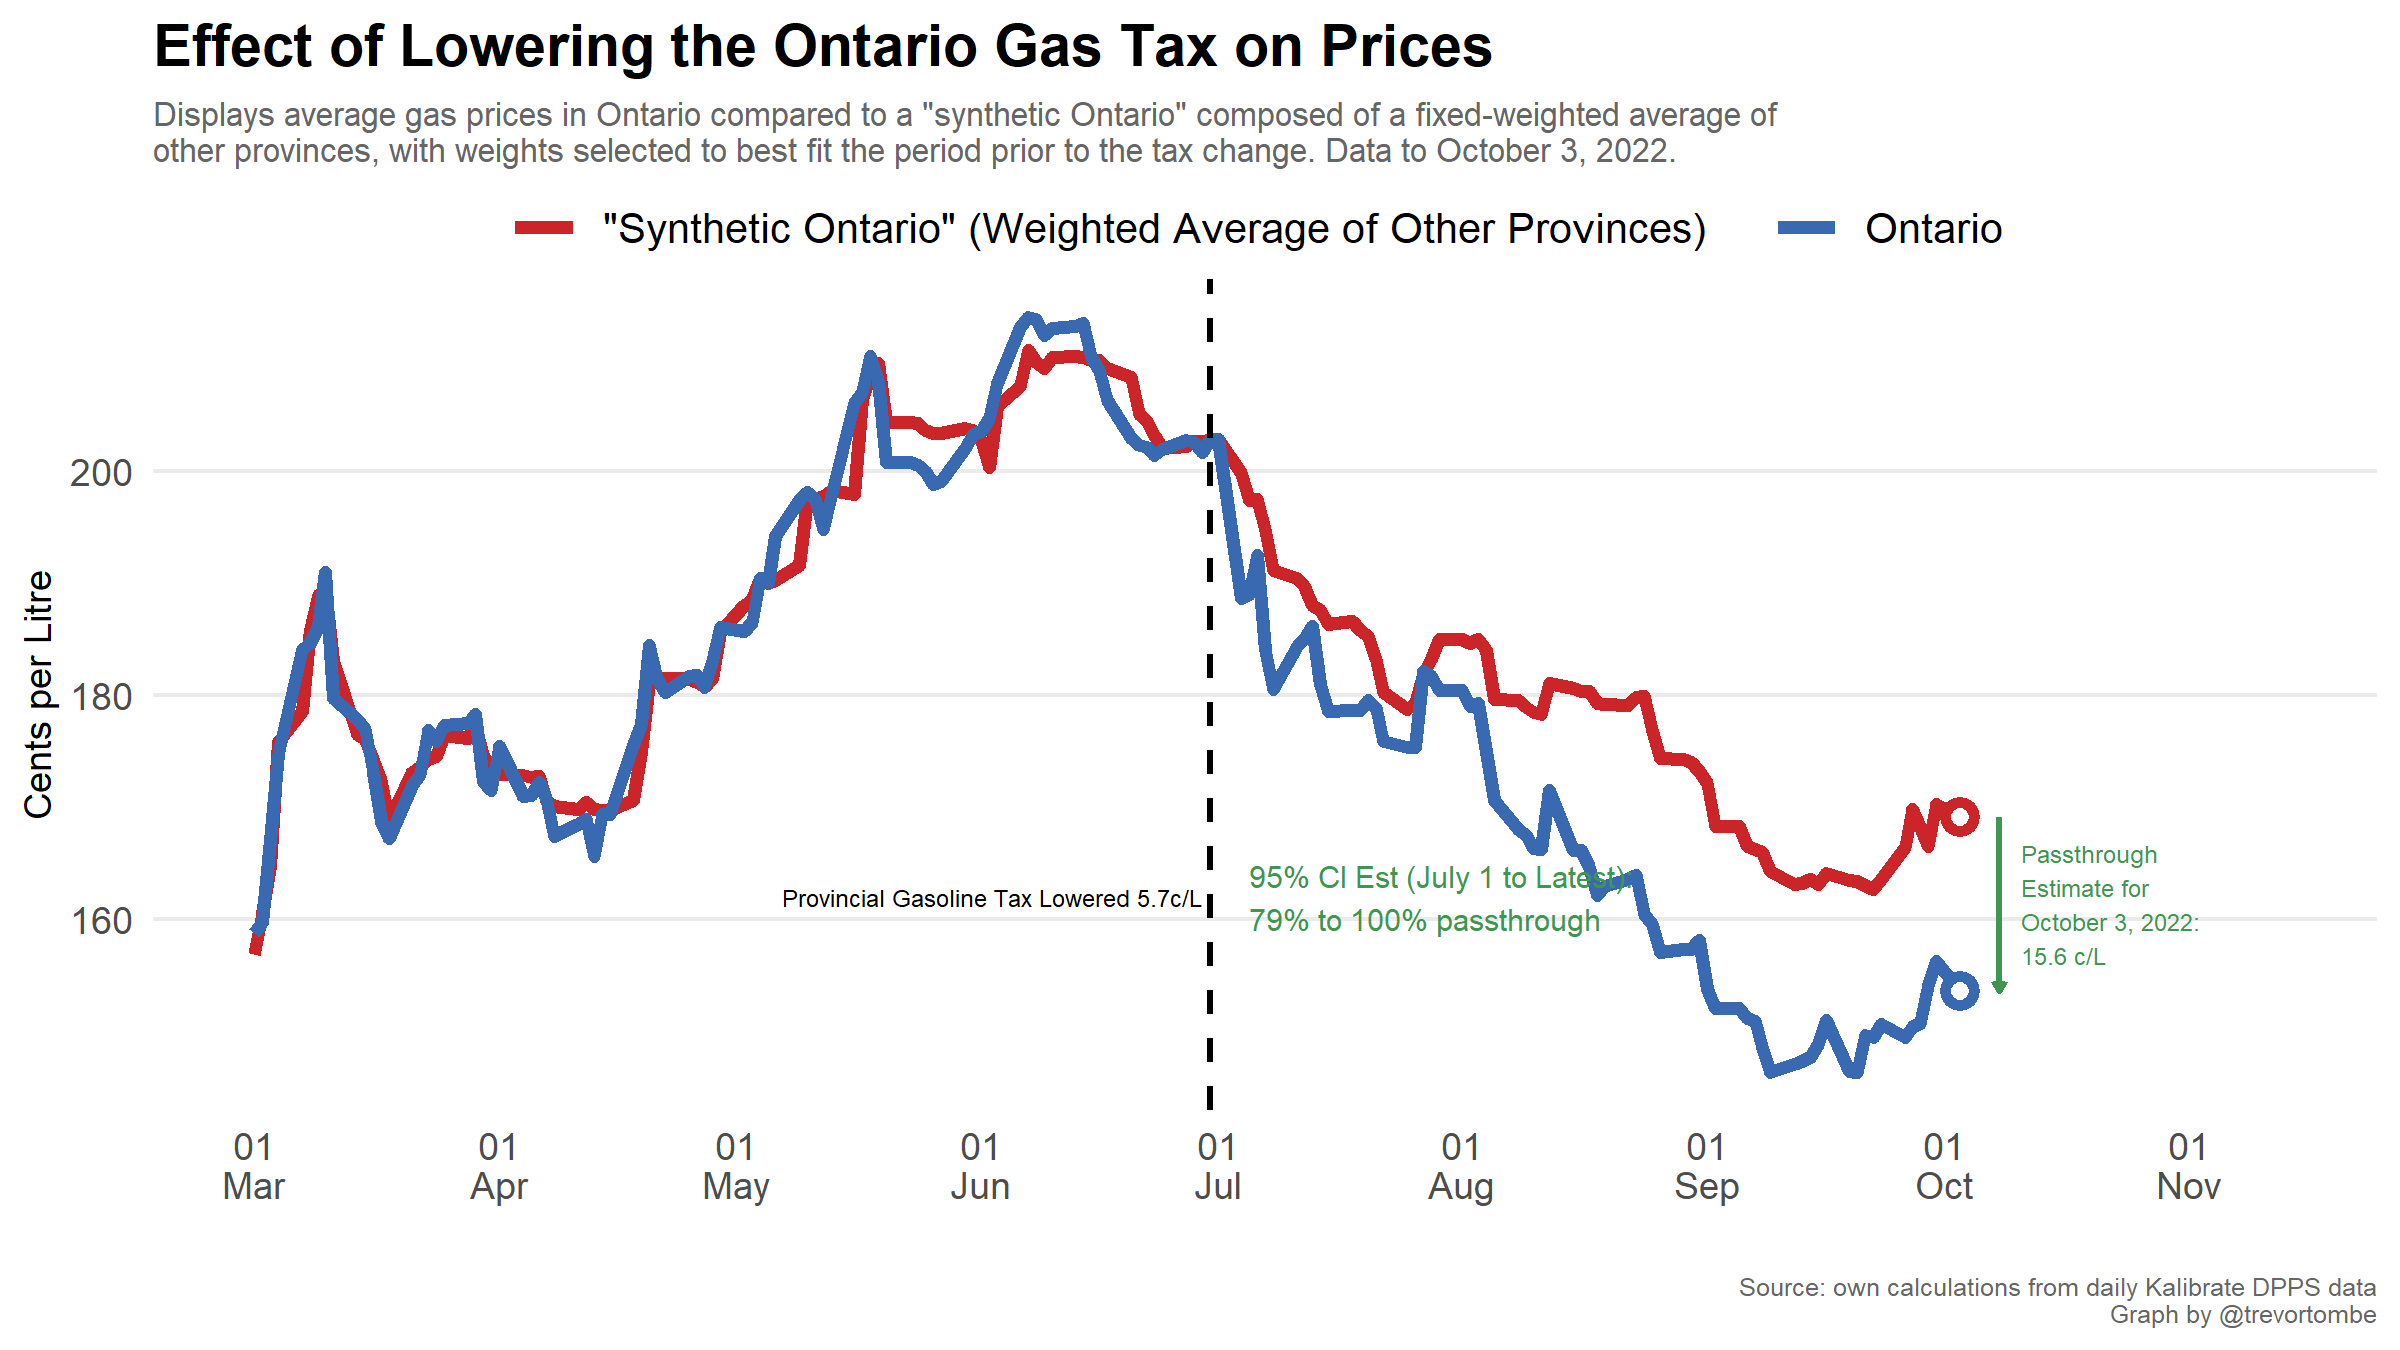 Effect of Lowering the Ontario Gas Tax on Prices
Displays average gas prices in Ontario compared to a "synthetic Ontario" composed of a fixed-weighted average of
other provinces, with weights selected to best fit the period prior to the tax change. Data to October 3, 2022.
"Synthetic Ontario" (Weighted Average of Other Provinces)
Ontario
Cents per Litre
200
180
160
Provincial Gasoline Tax Lowered 5.7c/L
95% CI Est (July 1 to Latest):
79% to 100% passthrough
Passthrough
Estimate for
October 3, 2022:
15.6 c/L
01
Mar
01
Apr
01
May
01
Jun
01
Jul
01
Aug
01
Sep
01
Oct
01
Nov
Source: own calculations from daily Kalibrate DPPS data
Graph by @trevortombe